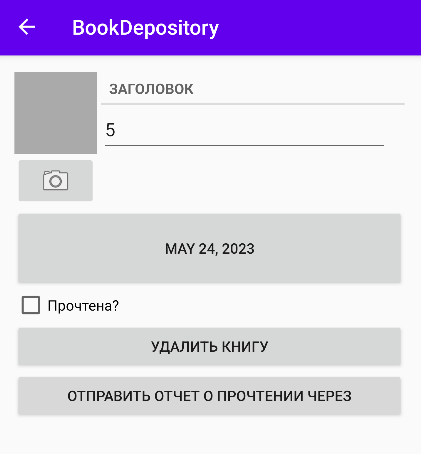 BookDepository
ЗАГОЛОВОК
5
MAY 24, 2023
Прочтена?
УДАЛИТЬ КНИГУ
ОТПРАВИТЬ ОТЧЕТ О ПРОЧТЕНИИ ЧЕРЕЗ